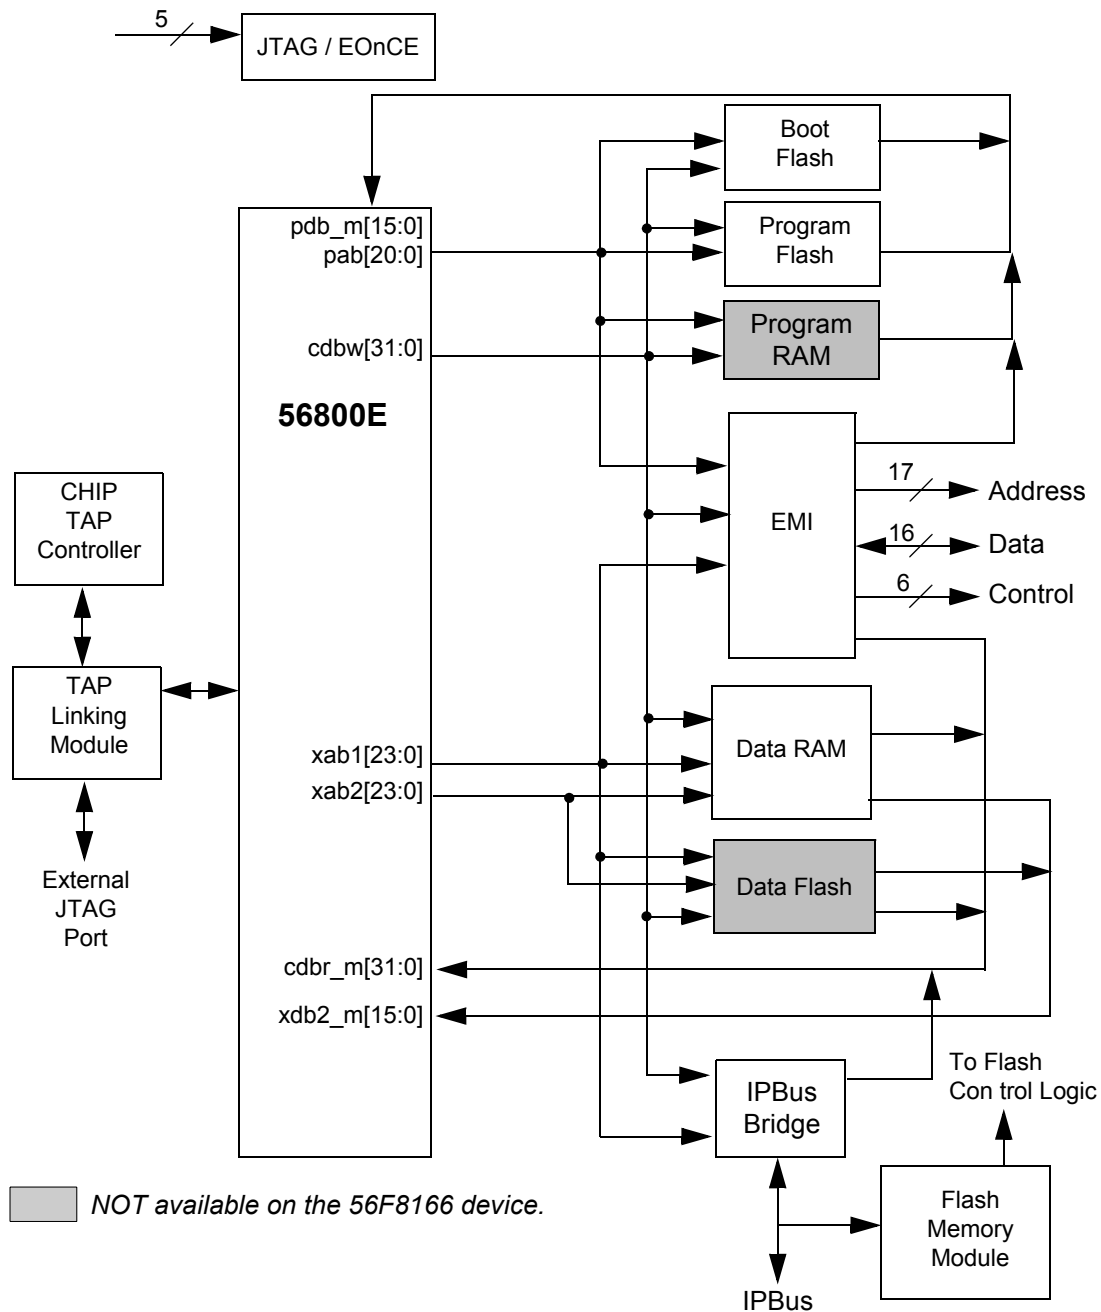 5
JTAG / EOnCE
Boot
Flash
pdb_m[15:0]
pab[20:0]
Program
Flash
cdbw[31:0]
Program
RAM
56800E
CHIP
TAP
Controller
EMI
17
Address
16
Data
6
Control
TAP
Linking
Module
xab1[23:0]
xab2[23:0]
Data RAM
External
JTAG
Port
Data Flash
cdbr_m[31:0]
xdb2_m[15:0]
IPBus
Bridge
To Flash
Con trol Logic
NOT available on the 56F8166 device.
Flash
Memory
Module
IPBus